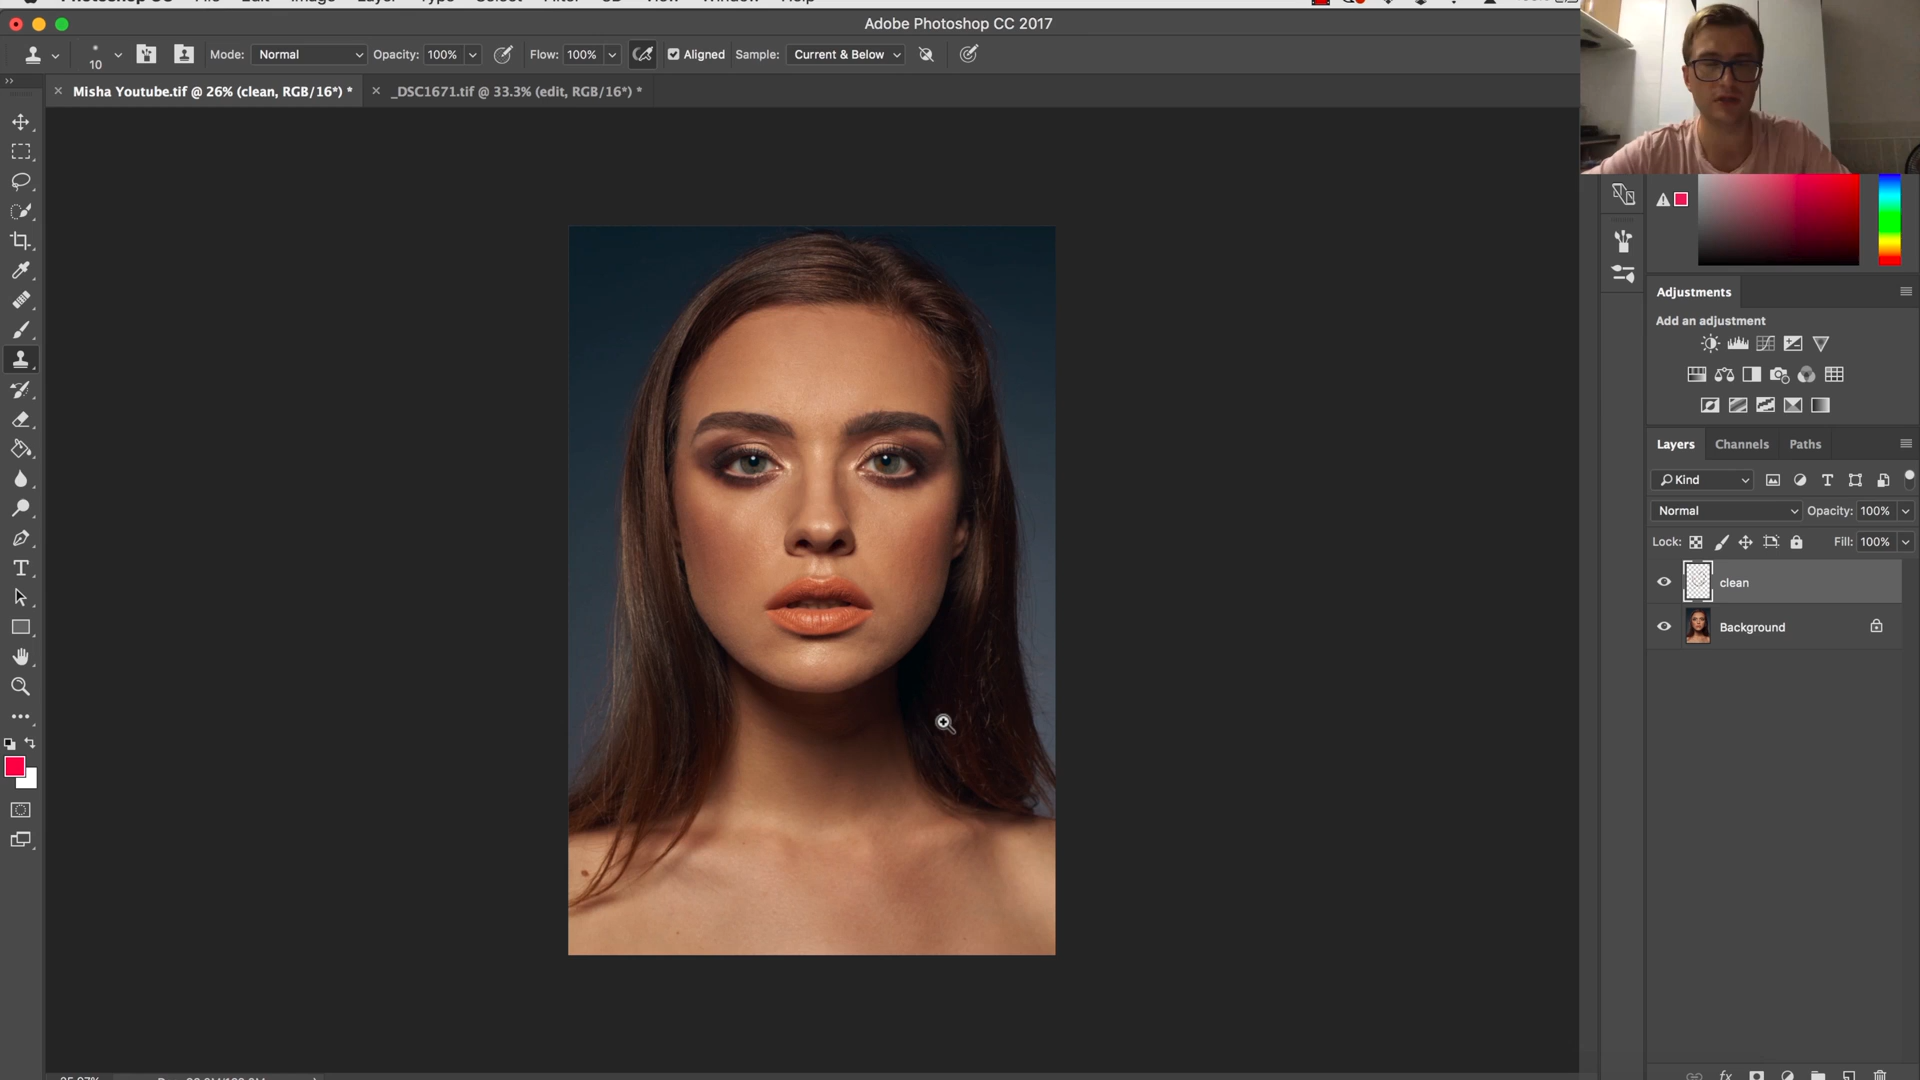 Photoshop CC File Edit Image Layer Type Select Filter 3D View Window Help
Adobe Photoshop CC 2017
10 Mode: Normal Opacity: 100% Flow: 100% Aligned Sample: Current & Below
Misha Youtube.tif @ 26% (clean, RGB/16*) * _DSC1671.tif @ 33.3% (edit, RGB/16*) *
Adjustments
Add an adjustment
Layers Channels Paths
Kind
Normal Opacity: 100%
Lock: Fill: 100%
clean
Background
fx